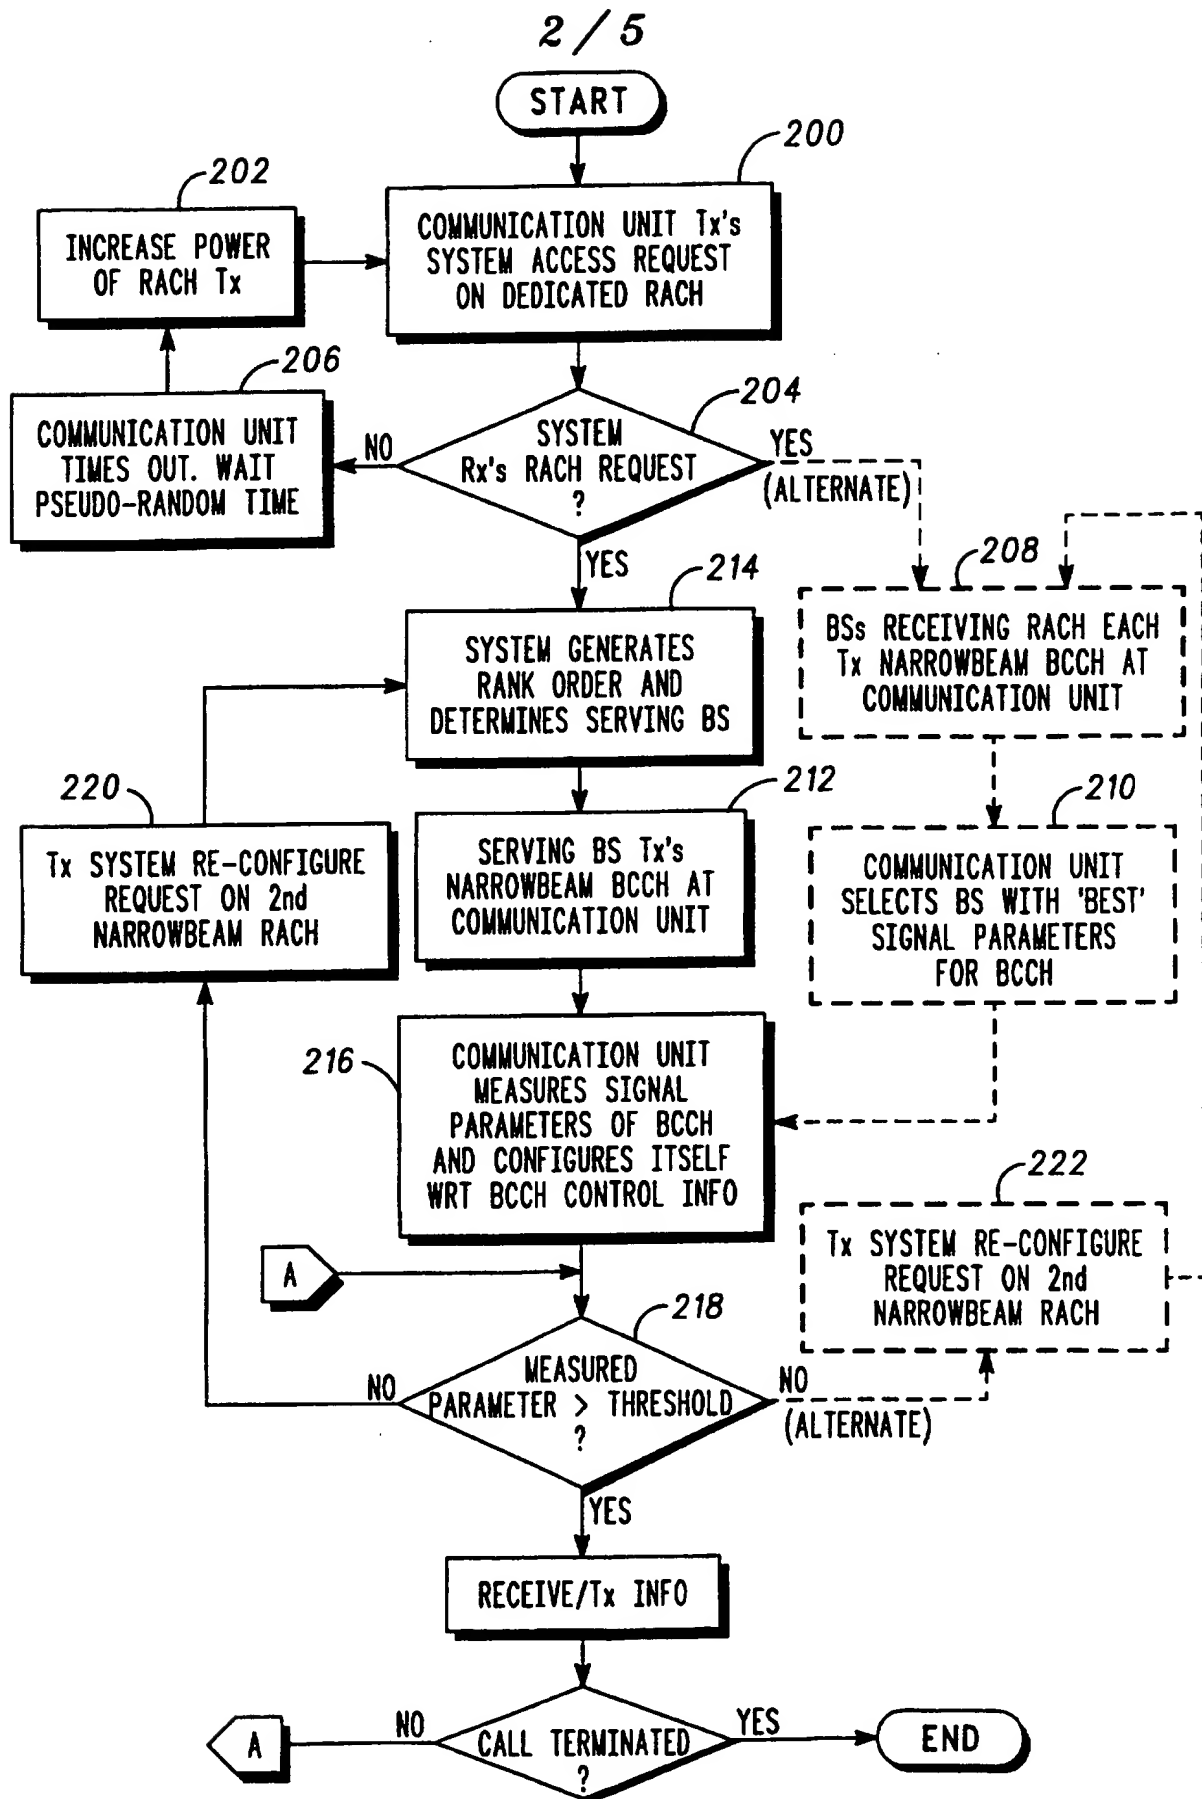 2 / 5
START
200
202
COMMUNICATION UNIT Tx's
SYSTEM ACCESS REQUEST
ON DEDICATED RACH
INCREASE POWER
OF RACH Tx
206
204
COMMUNICATION UNIT
TIMES OUT. WAIT
PSEUDO-RANDOM TIME
NO
SYSTEM
Rx's RACH REQUEST
?
YES
(ALTERNATE)
YES
214
208
SYSTEM GENERATES
RANK ORDER AND
DETERMINES SERVING BS
BSs RECEIVING RACH EACH
Tx NARROWBEAM BCCH AT
COMMUNICATION UNIT
220
212
210
Tx SYSTEM RE-CONFIGURE
REQUEST ON 2nd
NARROWBEAM RACH
SERVING BS Tx's
NARROWBEAM BCCH AT
COMMUNICATION UNIT
COMMUNICATION UNIT
SELECTS BS WITH 'BEST'
SIGNAL PARAMETERS
FOR BCCH
216
COMMUNICATION UNIT
MEASURES SIGNAL
PARAMETERS OF BCCH
AND CONFIGURES ITSELF
WRT BCCH CONTROL INFO
222
Tx SYSTEM RE-CONFIGURE
REQUEST ON 2nd
NARROWBEAM RACH
A
218
NO
MEASURED
PARAMETER > THRESHOLD
?
NO
(ALTERNATE)
YES
RECEIVE/Tx INFO
A
NO
CALL TERMINATED
?
YES
END